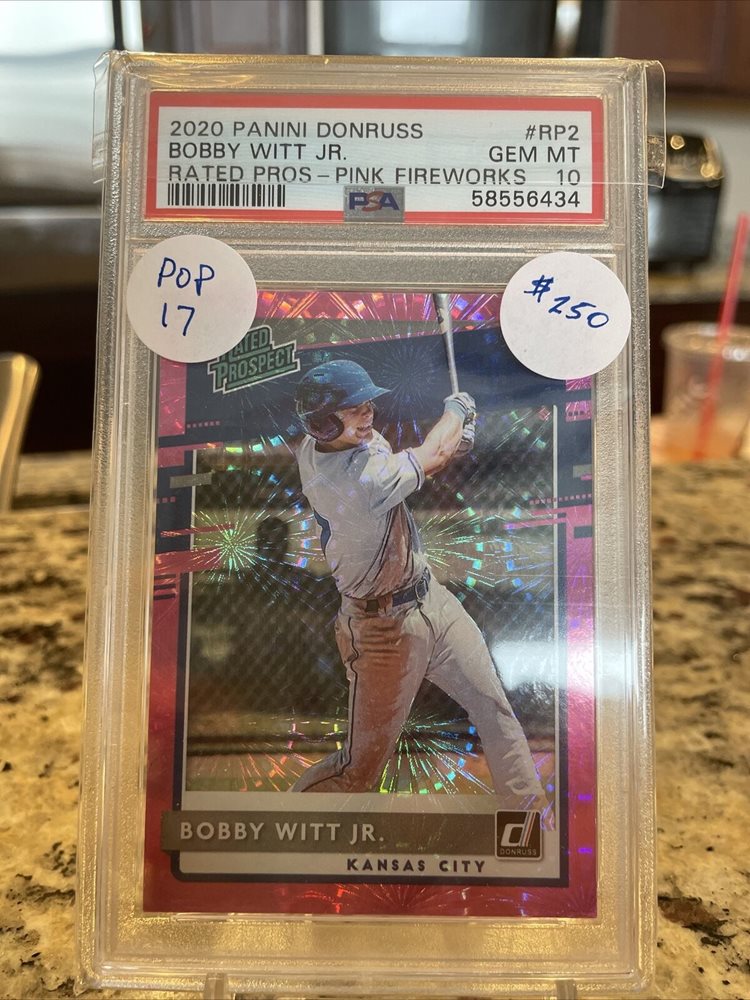 2020 PANINI DONRUSS #RP2
BOBBY WITT JR. GEM MT
RATED PROS - PINK FIREWORKS 10
PSA 58556434
POP
17
$250
RATED
PROSPECT
BOBBY WITT JR.
DONRUSS
KANSAS CITY